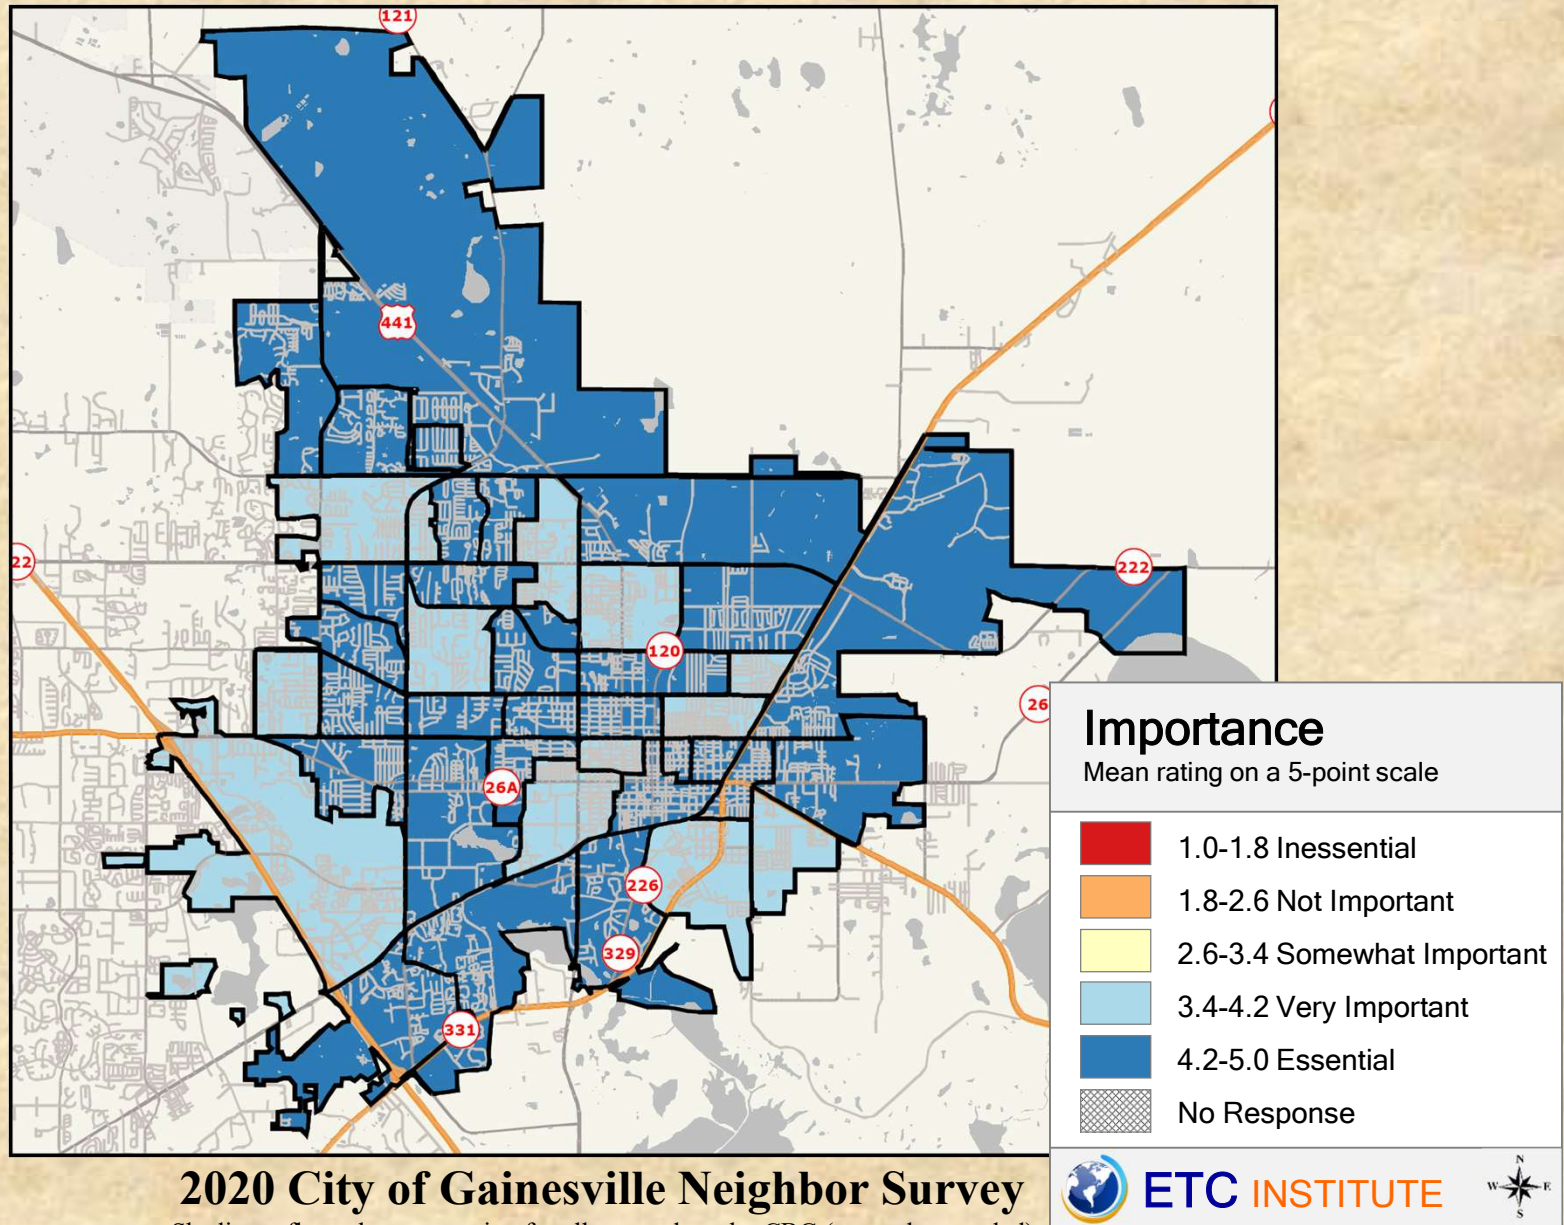 121
441
22
222
120
26
26A
226
329
331
Importance
Mean rating on a 5-point scale
1.0-1.8 Inessential
1.8-2.6 Not Important
2.6-3.4 Somewhat Important
3.4-4.2 Very Important
4.2-5.0 Essential
No Response
2020 City of Gainesville Neighbor Survey
ETC INSTITUTE
N
W E
S